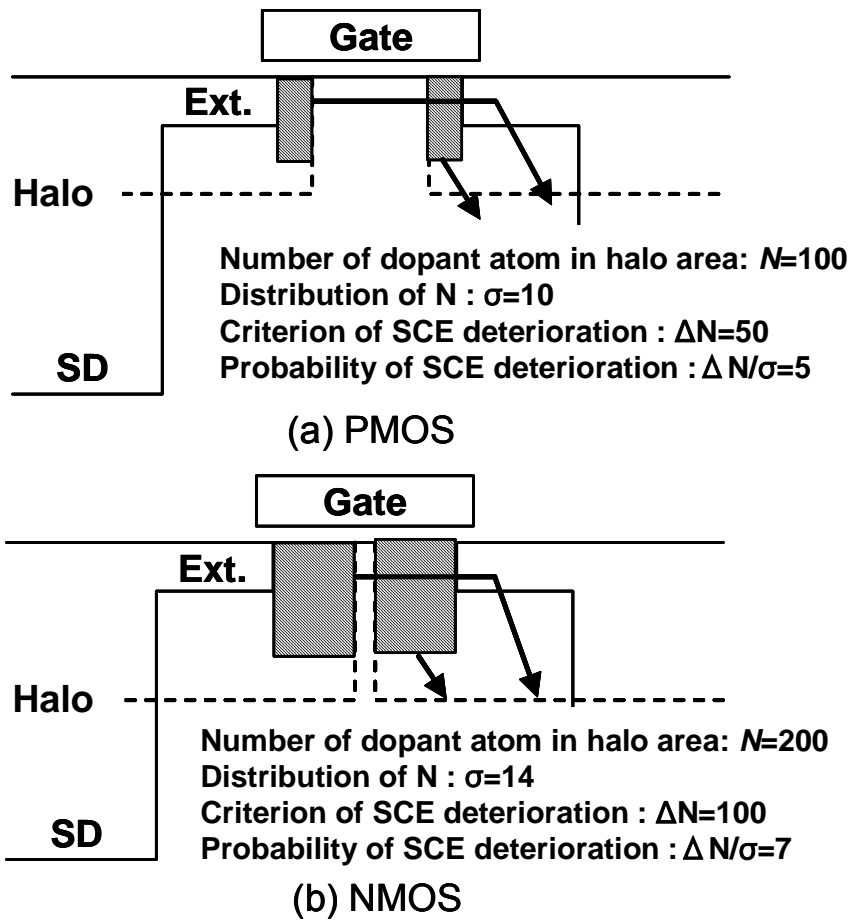 Gate
Ext.
Halo
Number of dopant atom in halo area: N=100
Distribution of N : σ=10
Criterion of SCE deterioration : ΔN=50
SD
Probability of SCE deterioration : Δ N/σ=5
(a) PMOS
Gate
Ext.
Halo
Number of dopant atom in halo area: N=200
Distribution of N : σ=14
Criterion of SCE deterioration : ΔN=100
SD
Probability of SCE deterioration : Δ N/σ=7
(b) NMOS